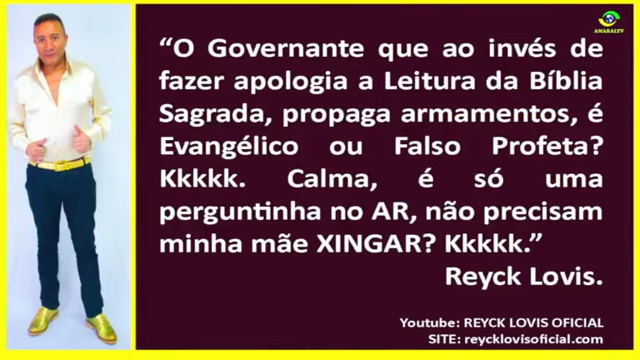 AMARALTV
“O Governante que ao invés de
fazer apologia a Leitura da Bíblia
Sagrada, propaga armamentos, é
Evangélico ou Falso Profeta?
Kkkkk. Calma, é só uma
perguntinha no AR, não precisam
minha mãe XINGAR? Kkkkk.”
Reyck Lovis.
Youtube: REYCK LOVIS OFICIAL
SITE: reycklovisoficial.com